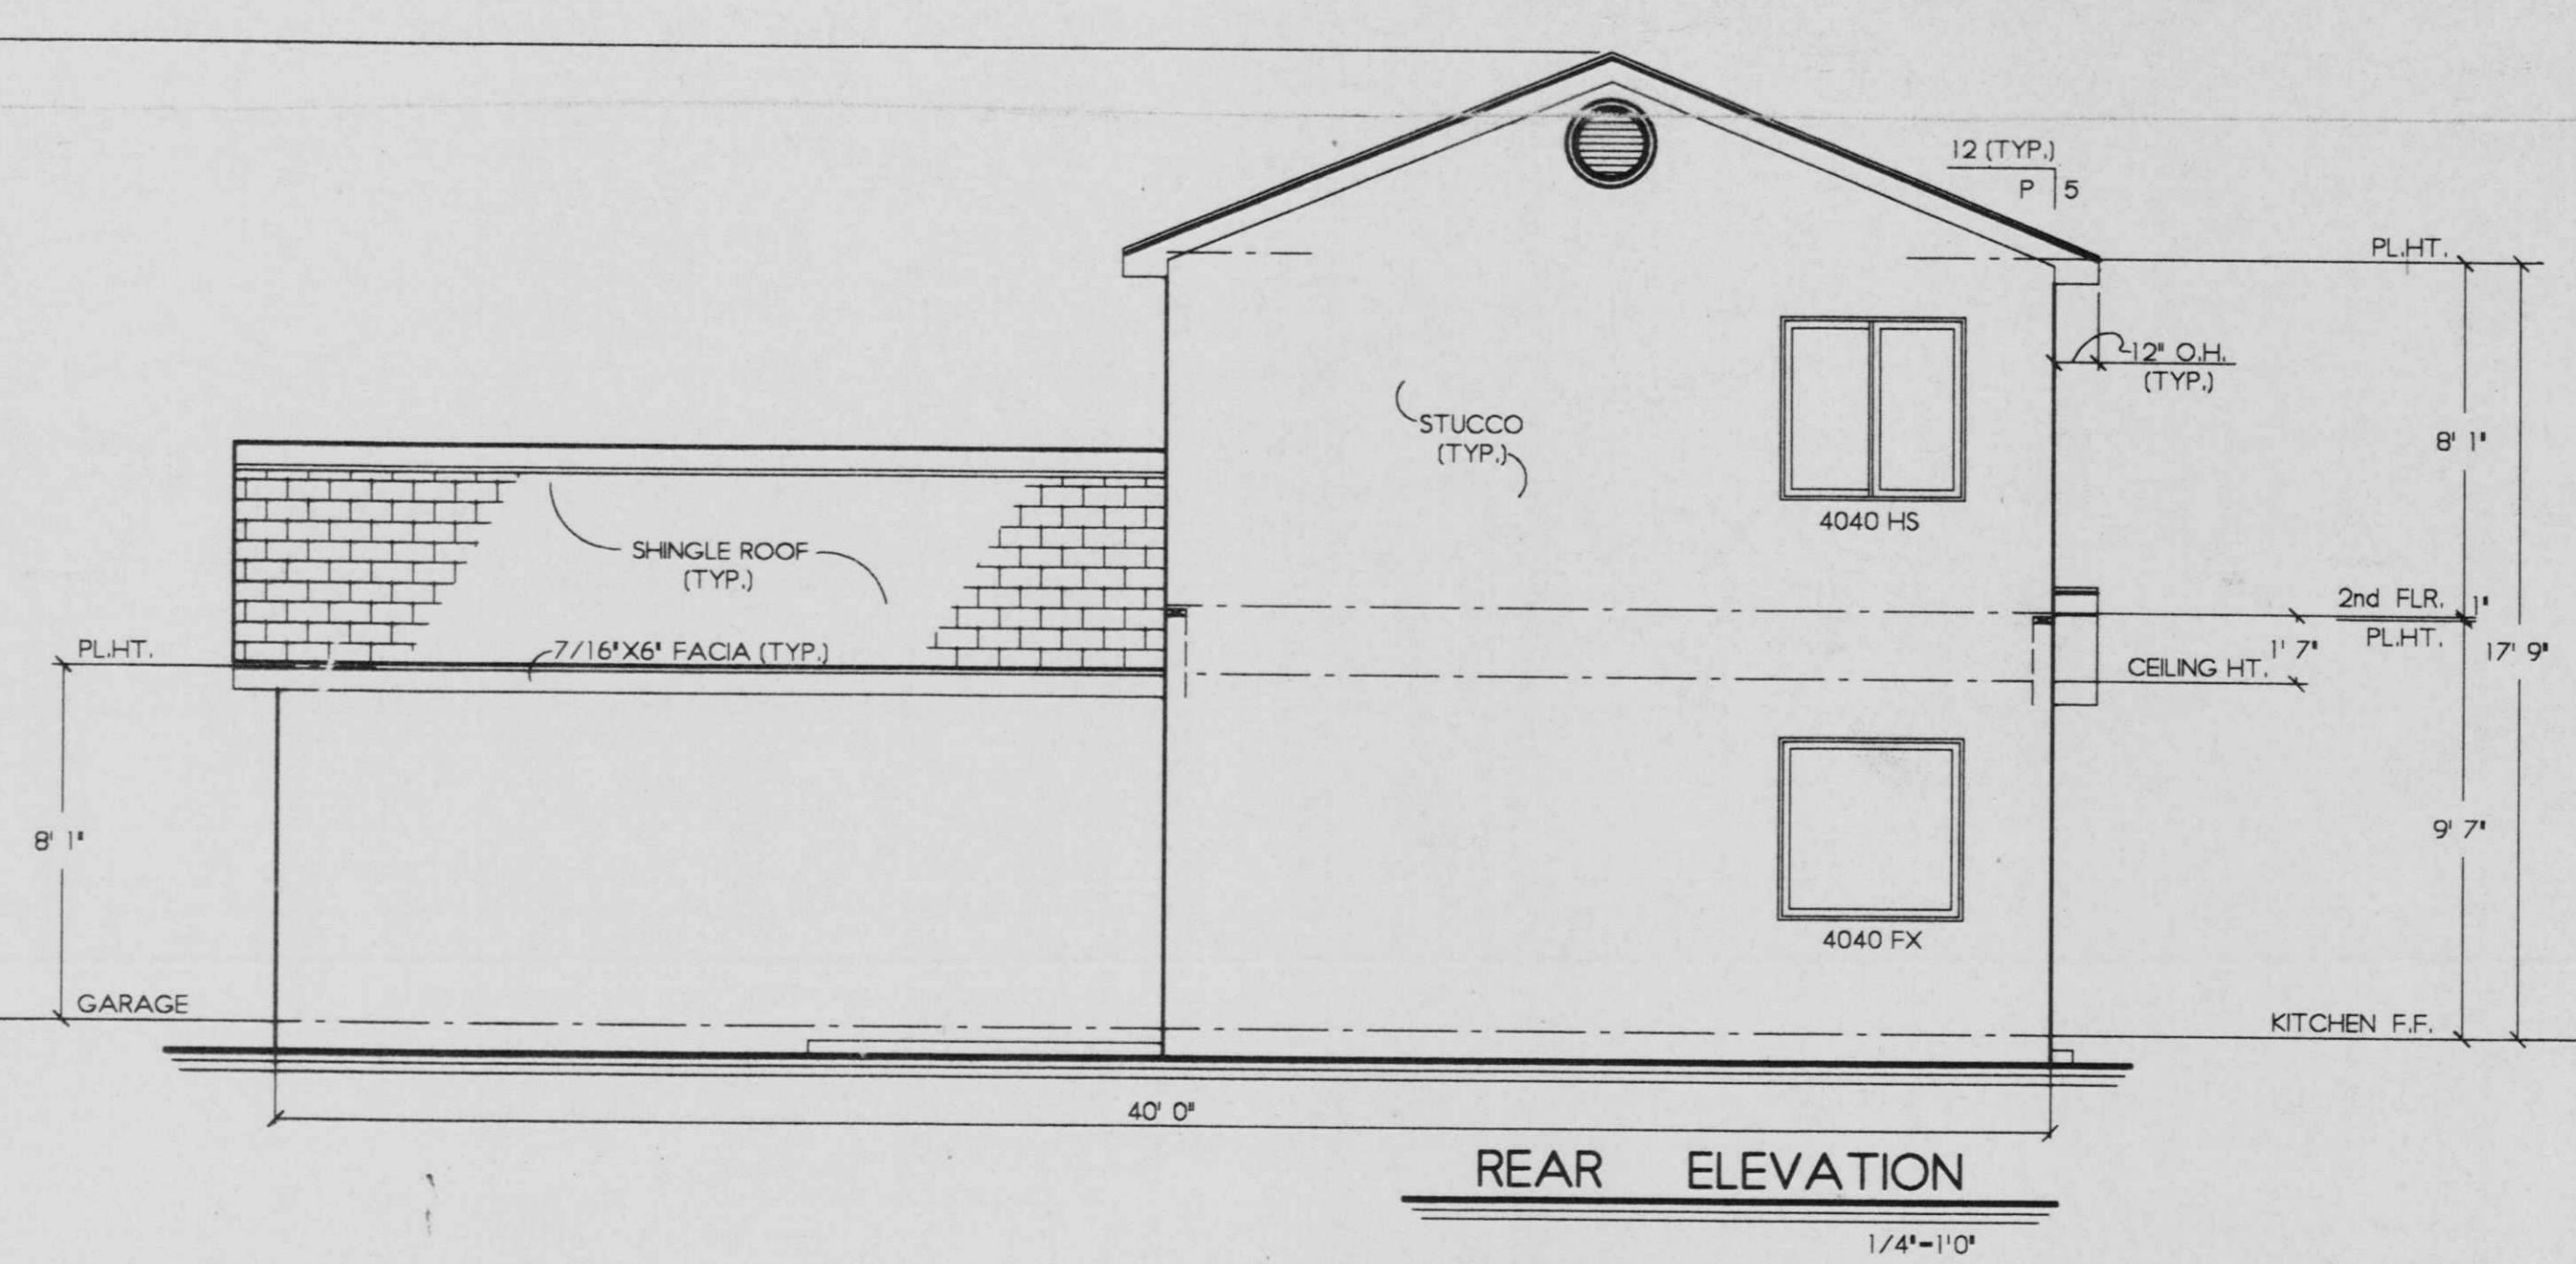 12 (TYP.)
P 5
PL.HT.
12" O.H.
(TYP.)
STUCCO
(TYP.)
8' 1"
4040 HS
SHINGLE ROOF
(TYP.)
2nd FLR. 1"
PL.HT.
1' 7"
17' 9"
CEILING HT.
PL.HT.
7/16"X6" FACIA (TYP.)
8' 1"
9' 7"
4040 FX
GARAGE
KITCHEN F.F.
40' 0"
REAR ELEVATION
1/4"-1'0"